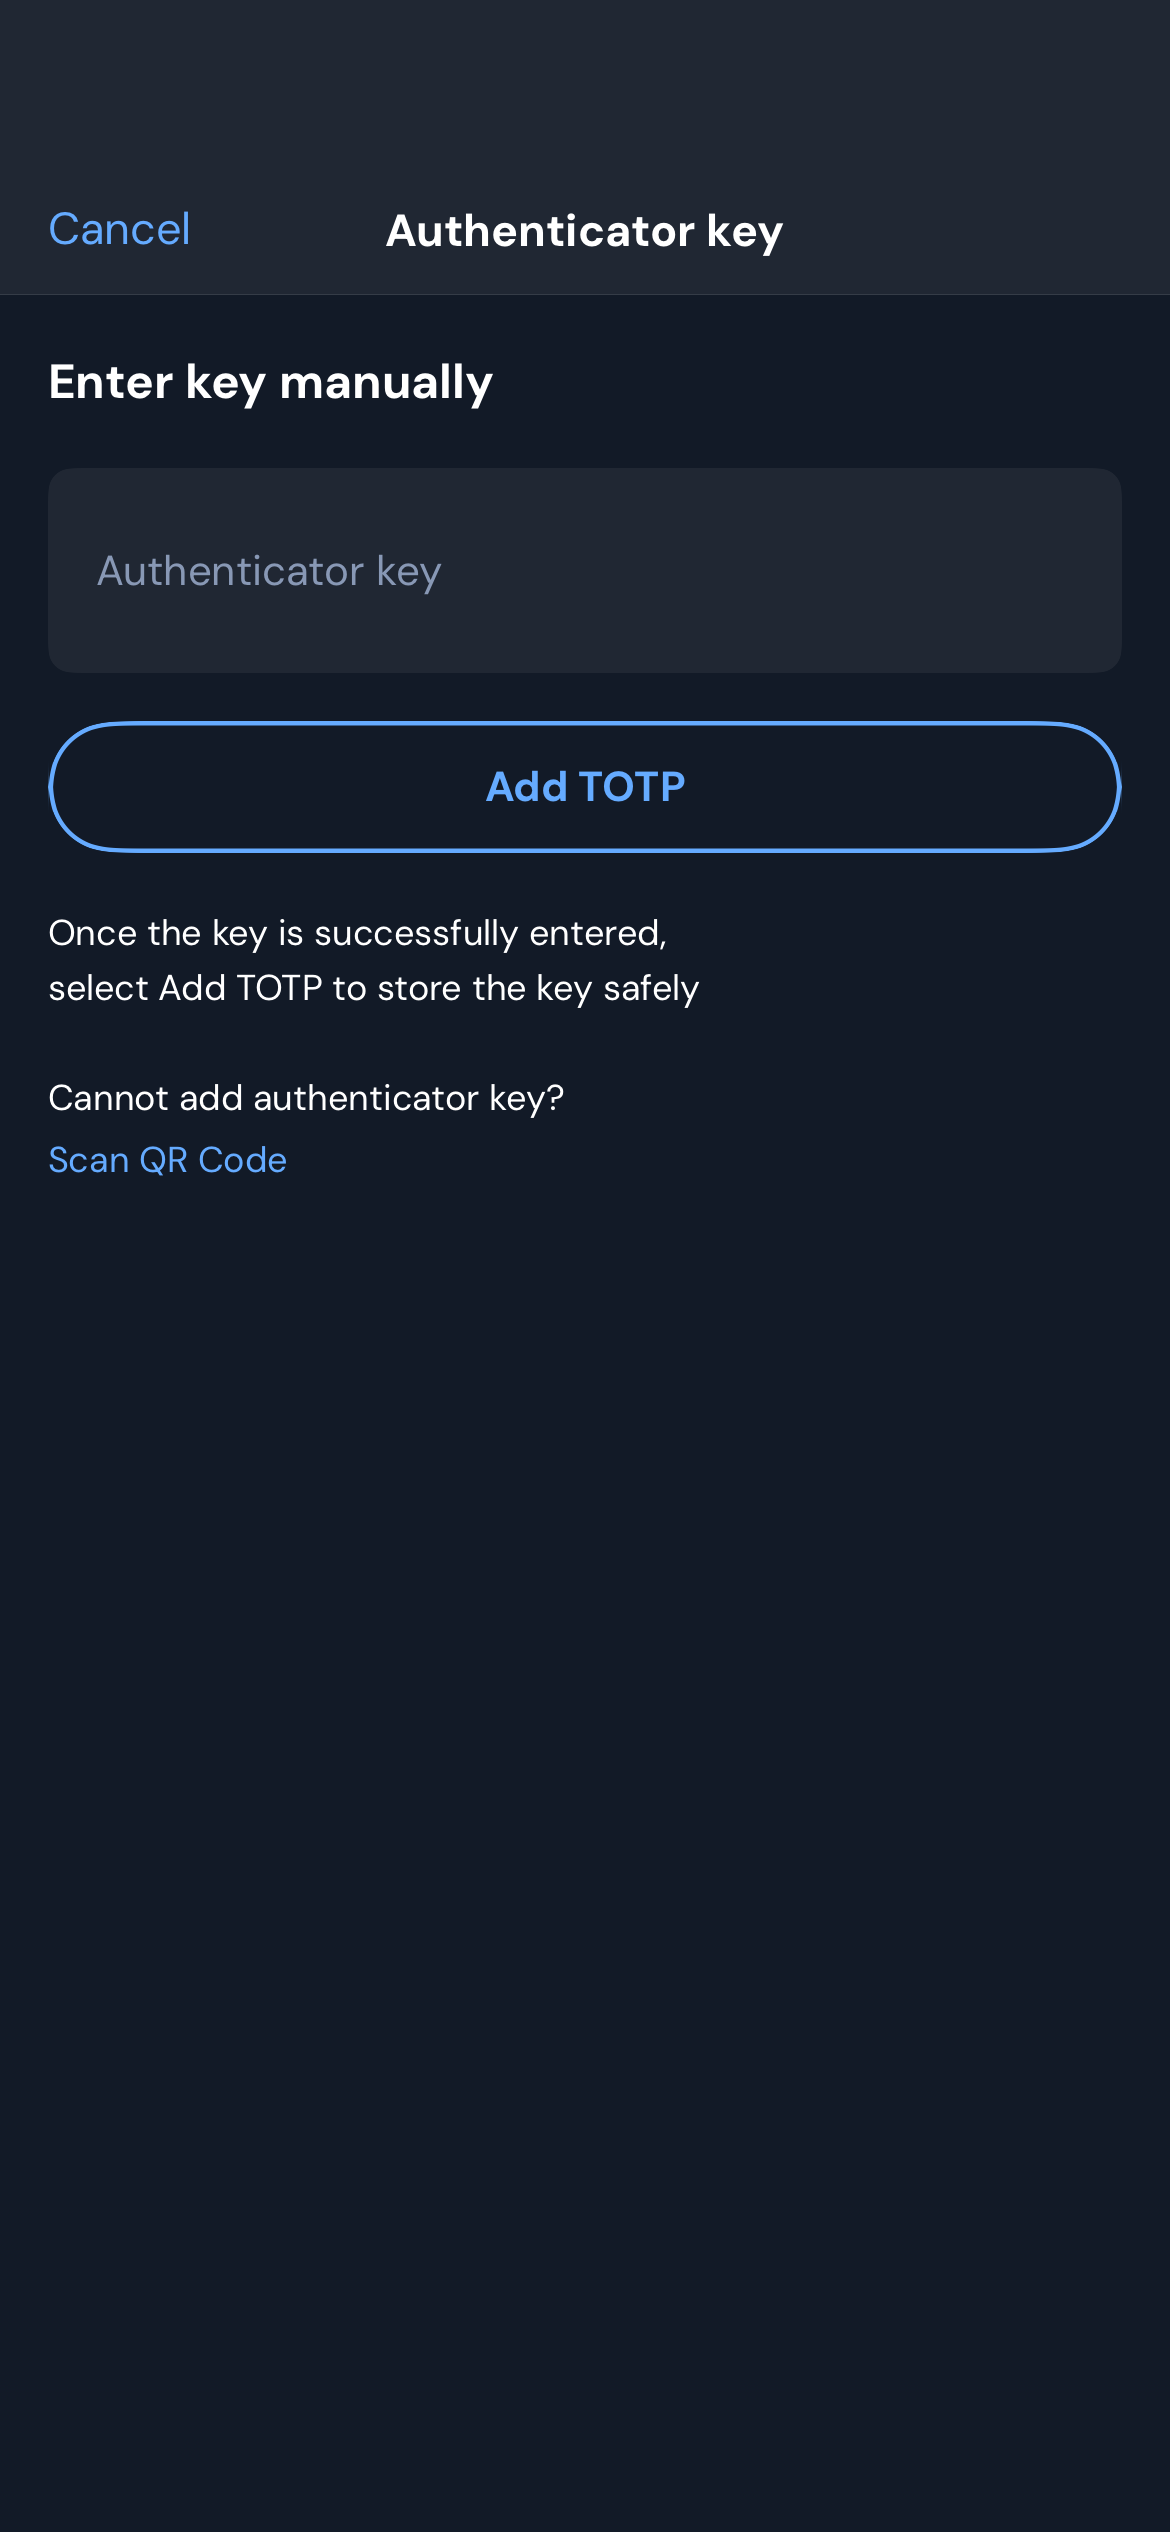 Cancel
Authenticator key
Enter key manually
Authenticator key
Add TOTP
Once the key is successfully entered,
select Add TOTP to store the key safely
Cannot add authenticator key?
Scan QR Code